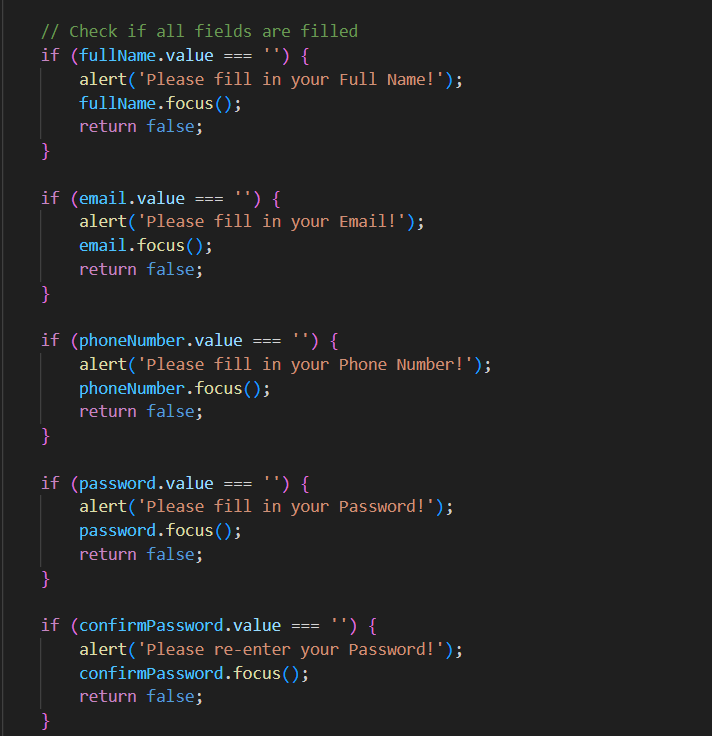 // Check if all fields are filled
if (fullName.value === '') {
alert('Please fill in your Full Name!');
fullName.focus();
return false;
}
if (email.value === '') {
alert('Please fill in your Email!');
email.focus();
return false;
}
if (phoneNumber.value === '') {
alert('Please fill in your Phone Number!');
phoneNumber.focus();
return false;
}
if (password.value === '') {
alert('Please fill in your Password!');
password.focus();
return false;
}
if (confirmPassword.value === '') {
alert('Please re-enter your Password!');
confirmPassword.focus();
return false;
}